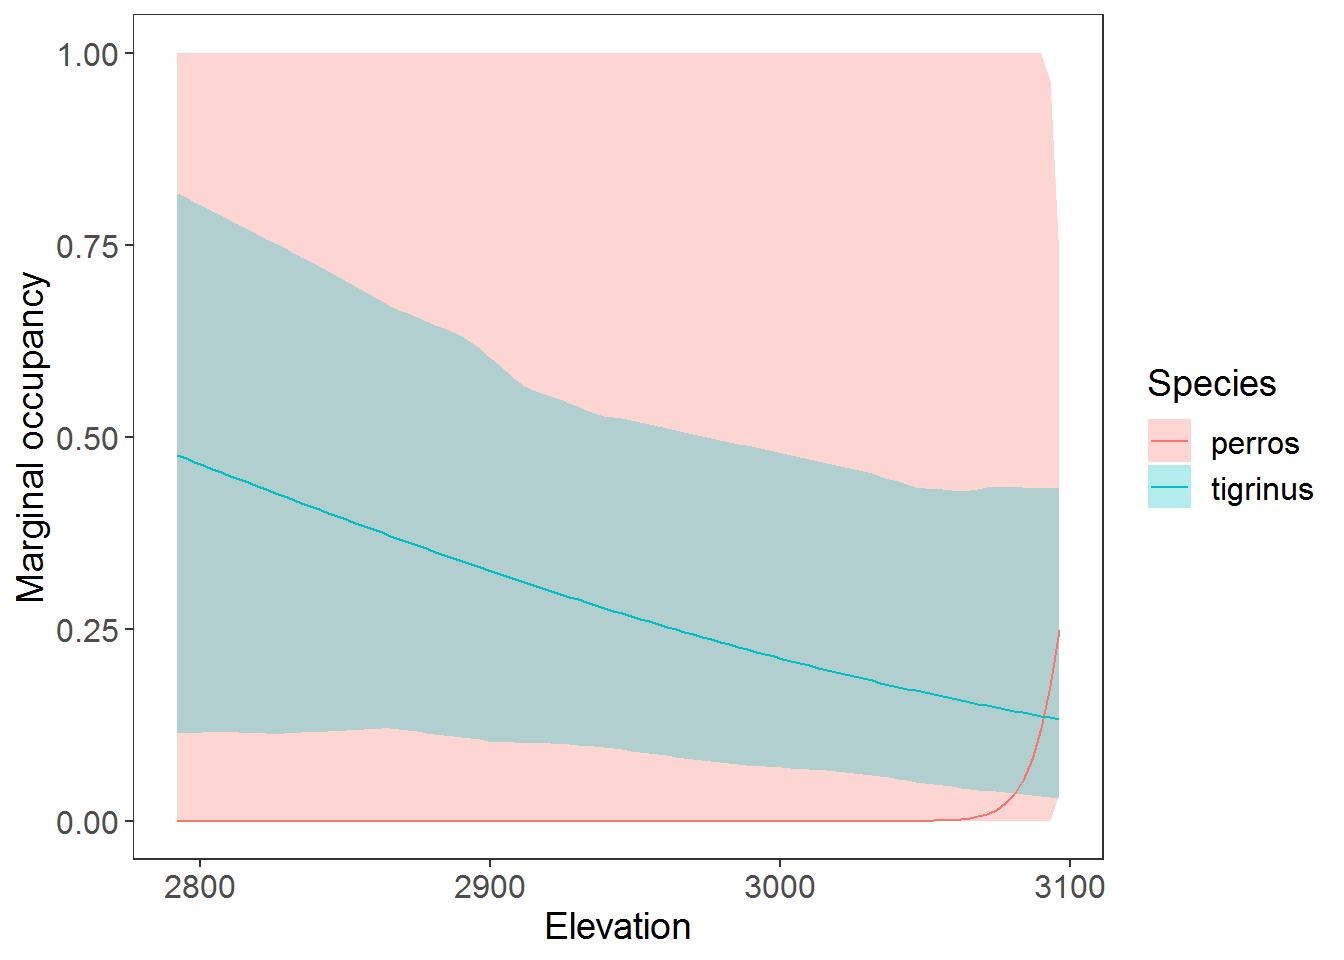 Marginal occupancy
1.00
0.75
0.50
0.25
0.00
2800 2900 3000 3100
Elevation
Species
perros
tigrinus